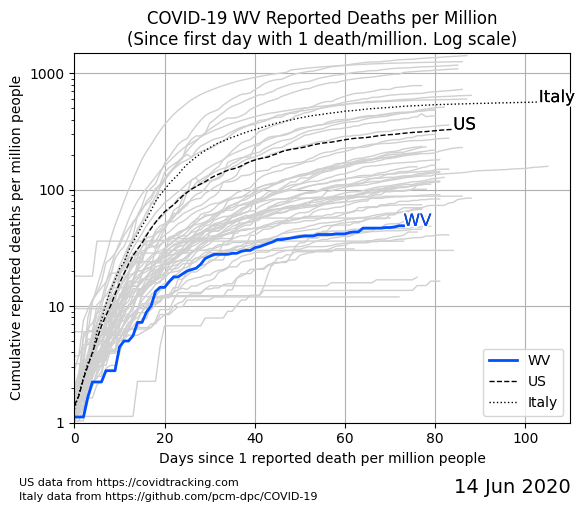 COVID-19 WV Reported Deaths per Million
(Since first day with 1 death/million. Log scale)
Cumulative reported deaths per million people
1000
100
10
1
Italy
US
WV
WV
US
Italy
0 20 40 60 80 100
Days since 1 reported death per million people
US data from https://covidtracking.com
Italy data from https://github.com/pcm-dpc/COVID-19
14 Jun 2020